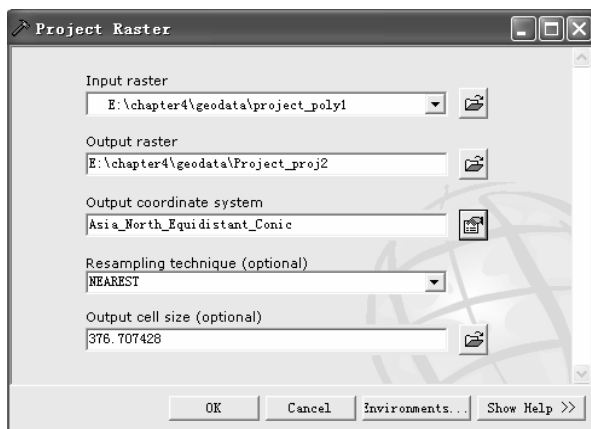 Project Raster
Input raster
E:\chapter4\geodata\project_poly1
Output raster
E:\chapter4\geodata\Project_proj2
Output coordinate system
Asia_North_Equidistant_Conic
Resampling technique (optional)
NEAREST
Output cell size (optional)
376.707428
OK Cancel Environments... Show Help >>